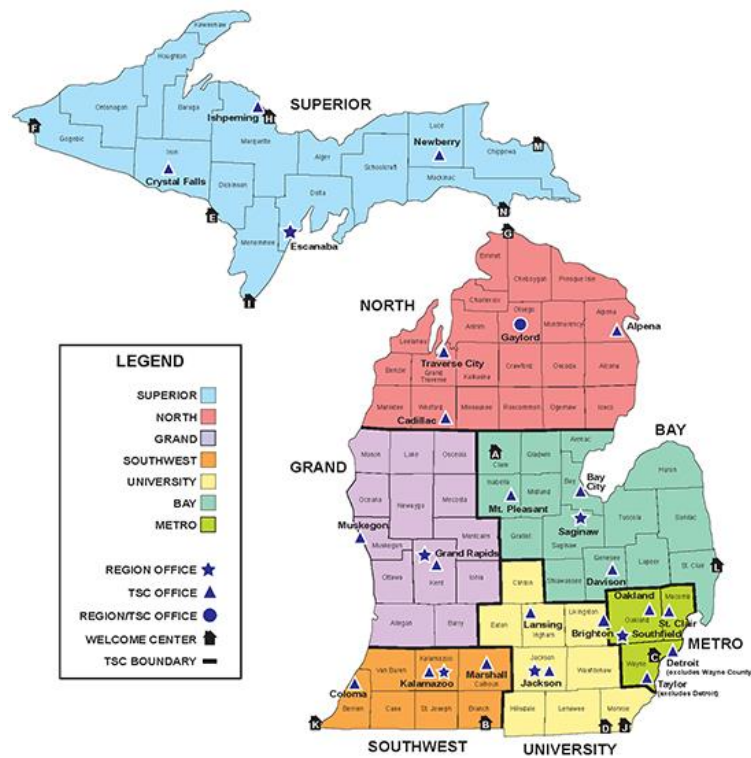 Keweenaw
Houghton
Ontonagon
Baraga
SUPERIOR
Ishpeming
H
F
Gogebic
Iron
Marquette
Luce
Newberry
Chippewa
M
Alger
Schoolcraft
Mackinac
Crystal Falls
Dickinson
Delta
E
N
Menominee
Escanaba
I
G
Emmet
Cheboygan
Presque Isle
NORTH
Charlevoix
Otsego
Alpena
Antrim
Gaylord
Montmorency
Alpena
Leelanau
Traverse City
Benzie
Grand
Traverse
Kalkaska
Crawford
Oscoda
Alcona
Manistee
Wexford
Missaukee
Roscommon
Ogemaw
Iosco
Cadillac
LEGEND
SUPERIOR
NORTH
GRAND
SOUTHWEST
UNIVERSITY
BAY
METRO
REGION OFFICE
TSC OFFICE
REGION/TSC OFFICE
WELCOME CENTER
TSC BOUNDARY
GRAND
Mason
Lake
Osceola
Oceana
Newaygo
Mecosta
Muskegon
Muskegon
Montcalm
Grand Rapids
Ottawa
Kent
Ionia
Allegan
Barry
BAY
A
Clare
Gladwin
Arenac
Huron
Isabella
Midland
Bay
Bay
City
Mt. Pleasant
Saginaw
Tuscola
Sanilac
Gratiot
Saginaw
Genesee
Lapeer
St. Clair
L
Shiawassee
Davison
Clinton
Oakland
Macomb
Oakland
St. Clair
Eaton
Lansing
Ingham
Livingston
Brighton
Southfield
METRO
Wayne
C
Detroit
(excludes Wayne County)
Taylor
(excludes Detroit)
Van Buren
Kalamazoo
Kalamazoo
Marshall
Calhoun
Jackson
Jackson
Washtenaw
Coloma
Berrien
Cass
St. Joseph
Branch
Hillsdale
Lenawee
Monroe
K
B
D
J
SOUTHWEST
UNIVERSITY